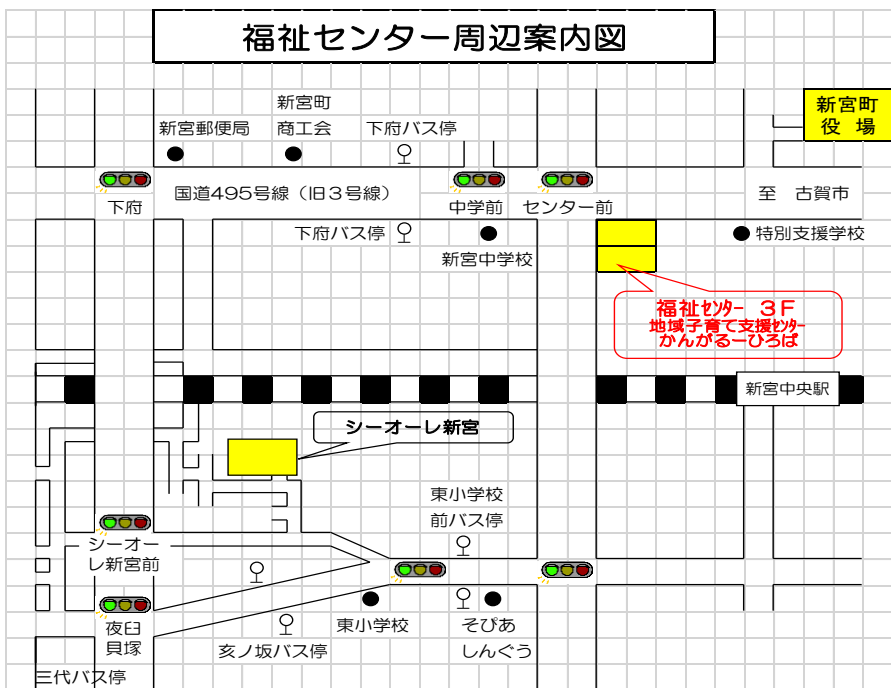 福祉センター周辺案内図
新宮町
役　場
新宮町
商工会
新宮郵便局
下府バス停
下府
国道495号線（旧３号線）
中学前
センター前
至　古賀市
下府バス停
新宮中学校
特別支援学校
福祉ｾﾝﾀｰ　３Ｆ
地域子育て支援ｾﾝﾀｰ
かんがるーひろば
新宮中央駅
シーオーレ新宮
東小学校
前バス停
シーオー
レ新宮前
夜臼
貝塚
亥ノ坂バス停
東小学校
そぴあ
しんぐう
三代バス停